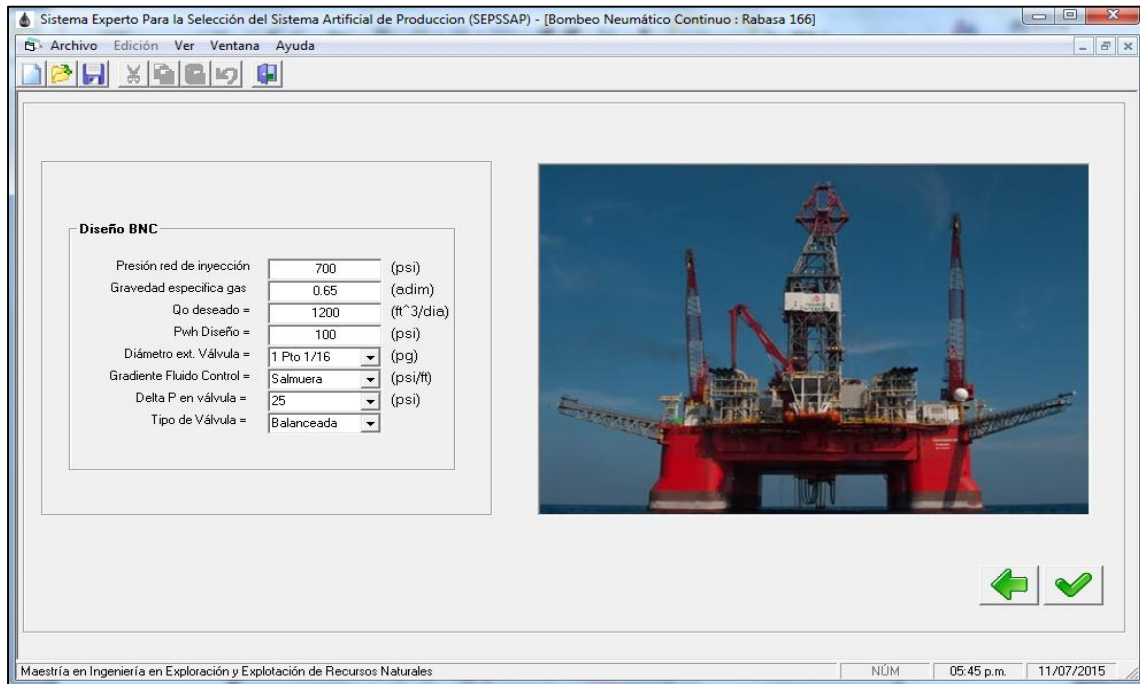 Sistema Experto Para la Selección del Sistema Artificial de Produccion (SEPSSAP) - [Bombeo Neumático Continuo : Rabasa 166]
Archivo Edición Ver Ventana Ayuda
Diseño BNC
Presión red de inyección 700 (psi)
Gravedad especifica gas 0.65 (adim)
Qo deseado = 1200 (ft^3/dia)
Pwh Diseño = 100 (psi)
Diámetro ext. Válvula = 1 Pto 1/16 (pg)
Gradiente Fluido Control = Salmuera (psi/ft)
Delta P en válvula = 25 (psi)
Tipo de Válvula = Balanceada
Maestría en Ingeniería en Exploración y Explotación de Recursos Naturales NÚM 05:45 p.m. 11/07/2015